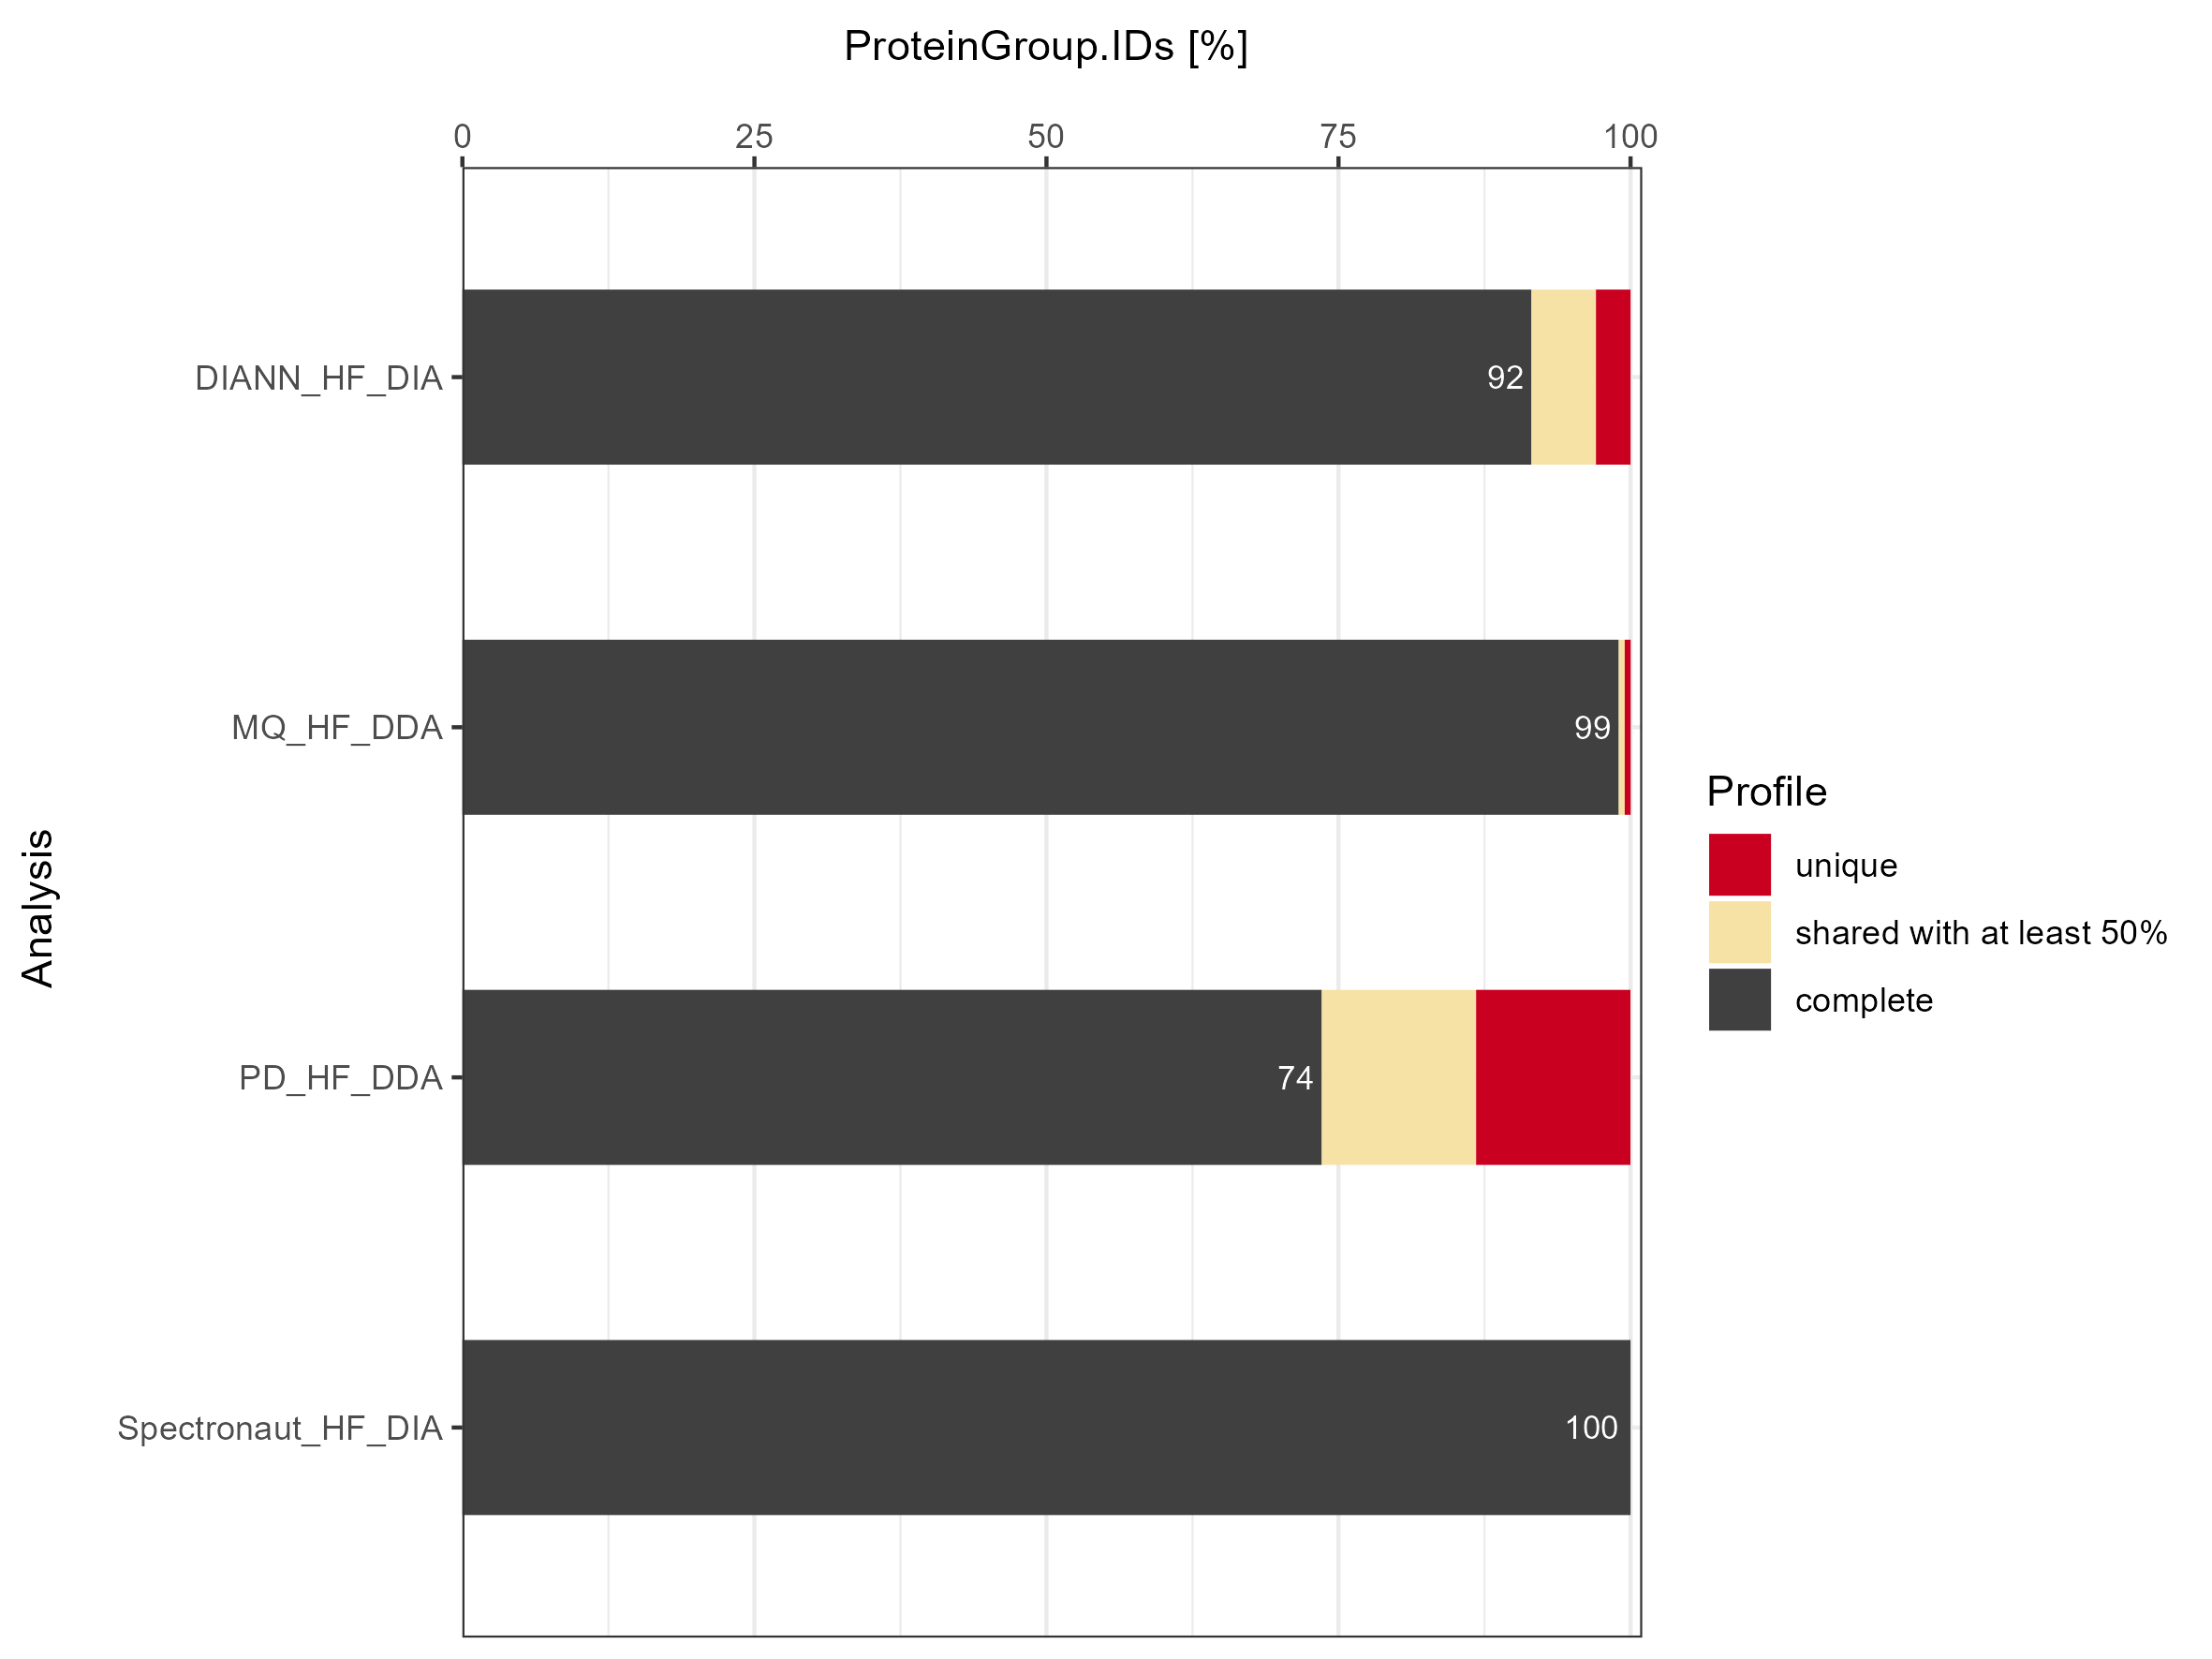 ProteinGroup.IDs [%]
0 25 50 75 100
DIANN_HF_DIA 92
MQ_HF_DDA 99
PD_HF_DDA 74
Spectronaut_HF_DIA 100
Analysis
Profile
unique
shared with at least 50%
complete